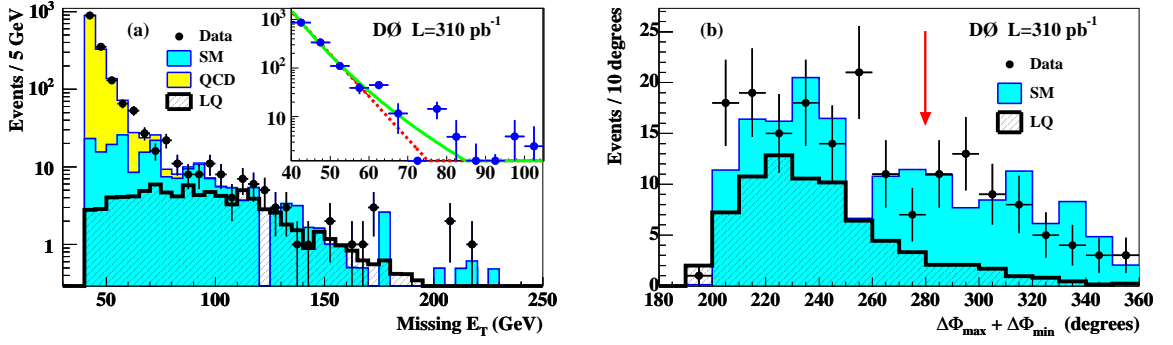 (a)
DØ L=310 pb⁻¹
Data
SM
QCD
LQ
Events / 5 GeV
10³
10²
10
1
10³
10²
10
1
40 50 60 70 80 90 100
50 100 150 200 250
Missing E_T (GeV)
(b)
DØ L=310 pb⁻¹
Data
SM
LQ
Events / 10 degrees
25
20
15
10
5
0
180 200 220 240 260 280 300 320 340 360
ΔΦ_max + ΔΦ_min (degrees)